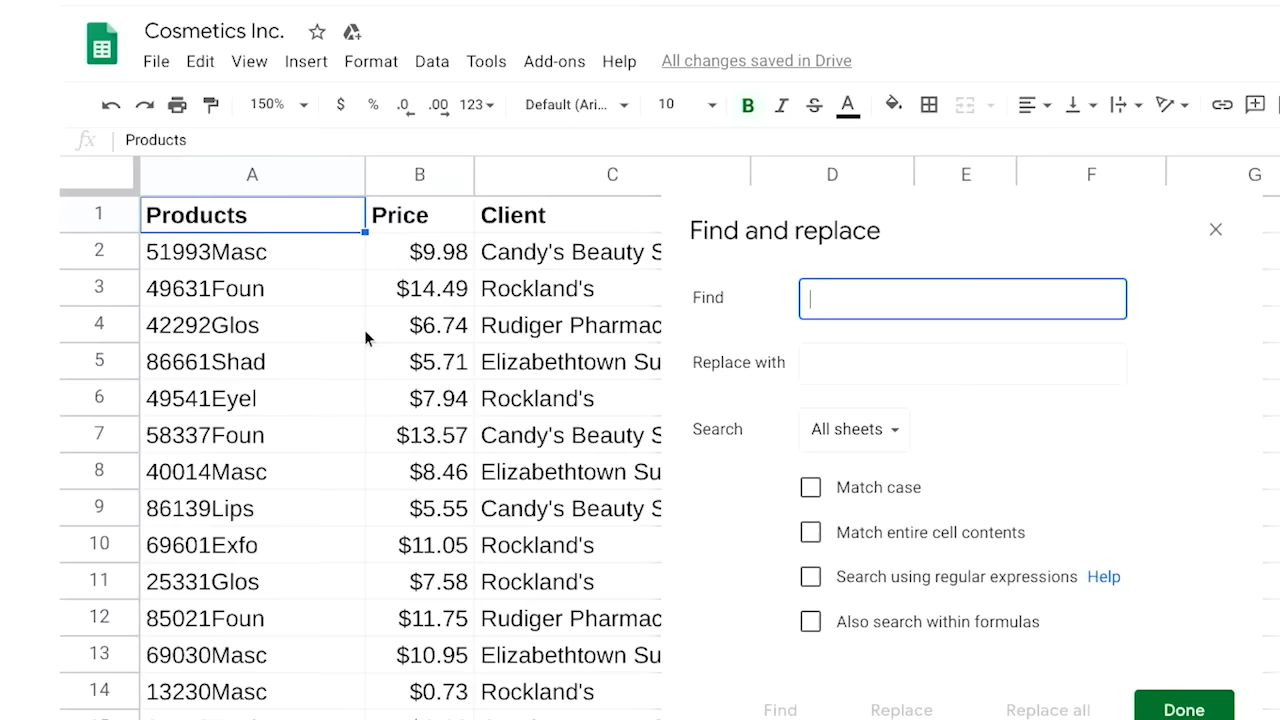 Cosmetics Inc.
File Edit View Insert Format Data Tools Add-ons Help All changes saved in Drive
150% $ % .0 .00 123 Default (Ari... 10 B I S A
fx Products
A B C D E F G
1 Products Price Client
2 51993Masc $9.98 Candy's Beauty S
3 49631Foun $14.49 Rockland's
4 42292Glos $6.74 Rudiger Pharmac
5 86661Shad $5.71 Elizabethtown Su
6 49541Eyel $7.94 Rockland's
7 58337Foun $13.57 Candy's Beauty S
8 40014Masc $8.46 Elizabethtown Su
9 86139Lips $5.55 Candy's Beauty S
10 69601Exfo $11.05 Rockland's
11 25331Glos $7.58 Rockland's
12 85021Foun $11.75 Rudiger Pharmac
13 69030Masc $10.95 Elizabethtown Su
14 13230Masc $0.73 Rockland's
Find and replace
Find
Replace with
Search All sheets
Match case
Match entire cell contents
Search using regular expressions Help
Also search within formulas
Find Replace Replace all Done